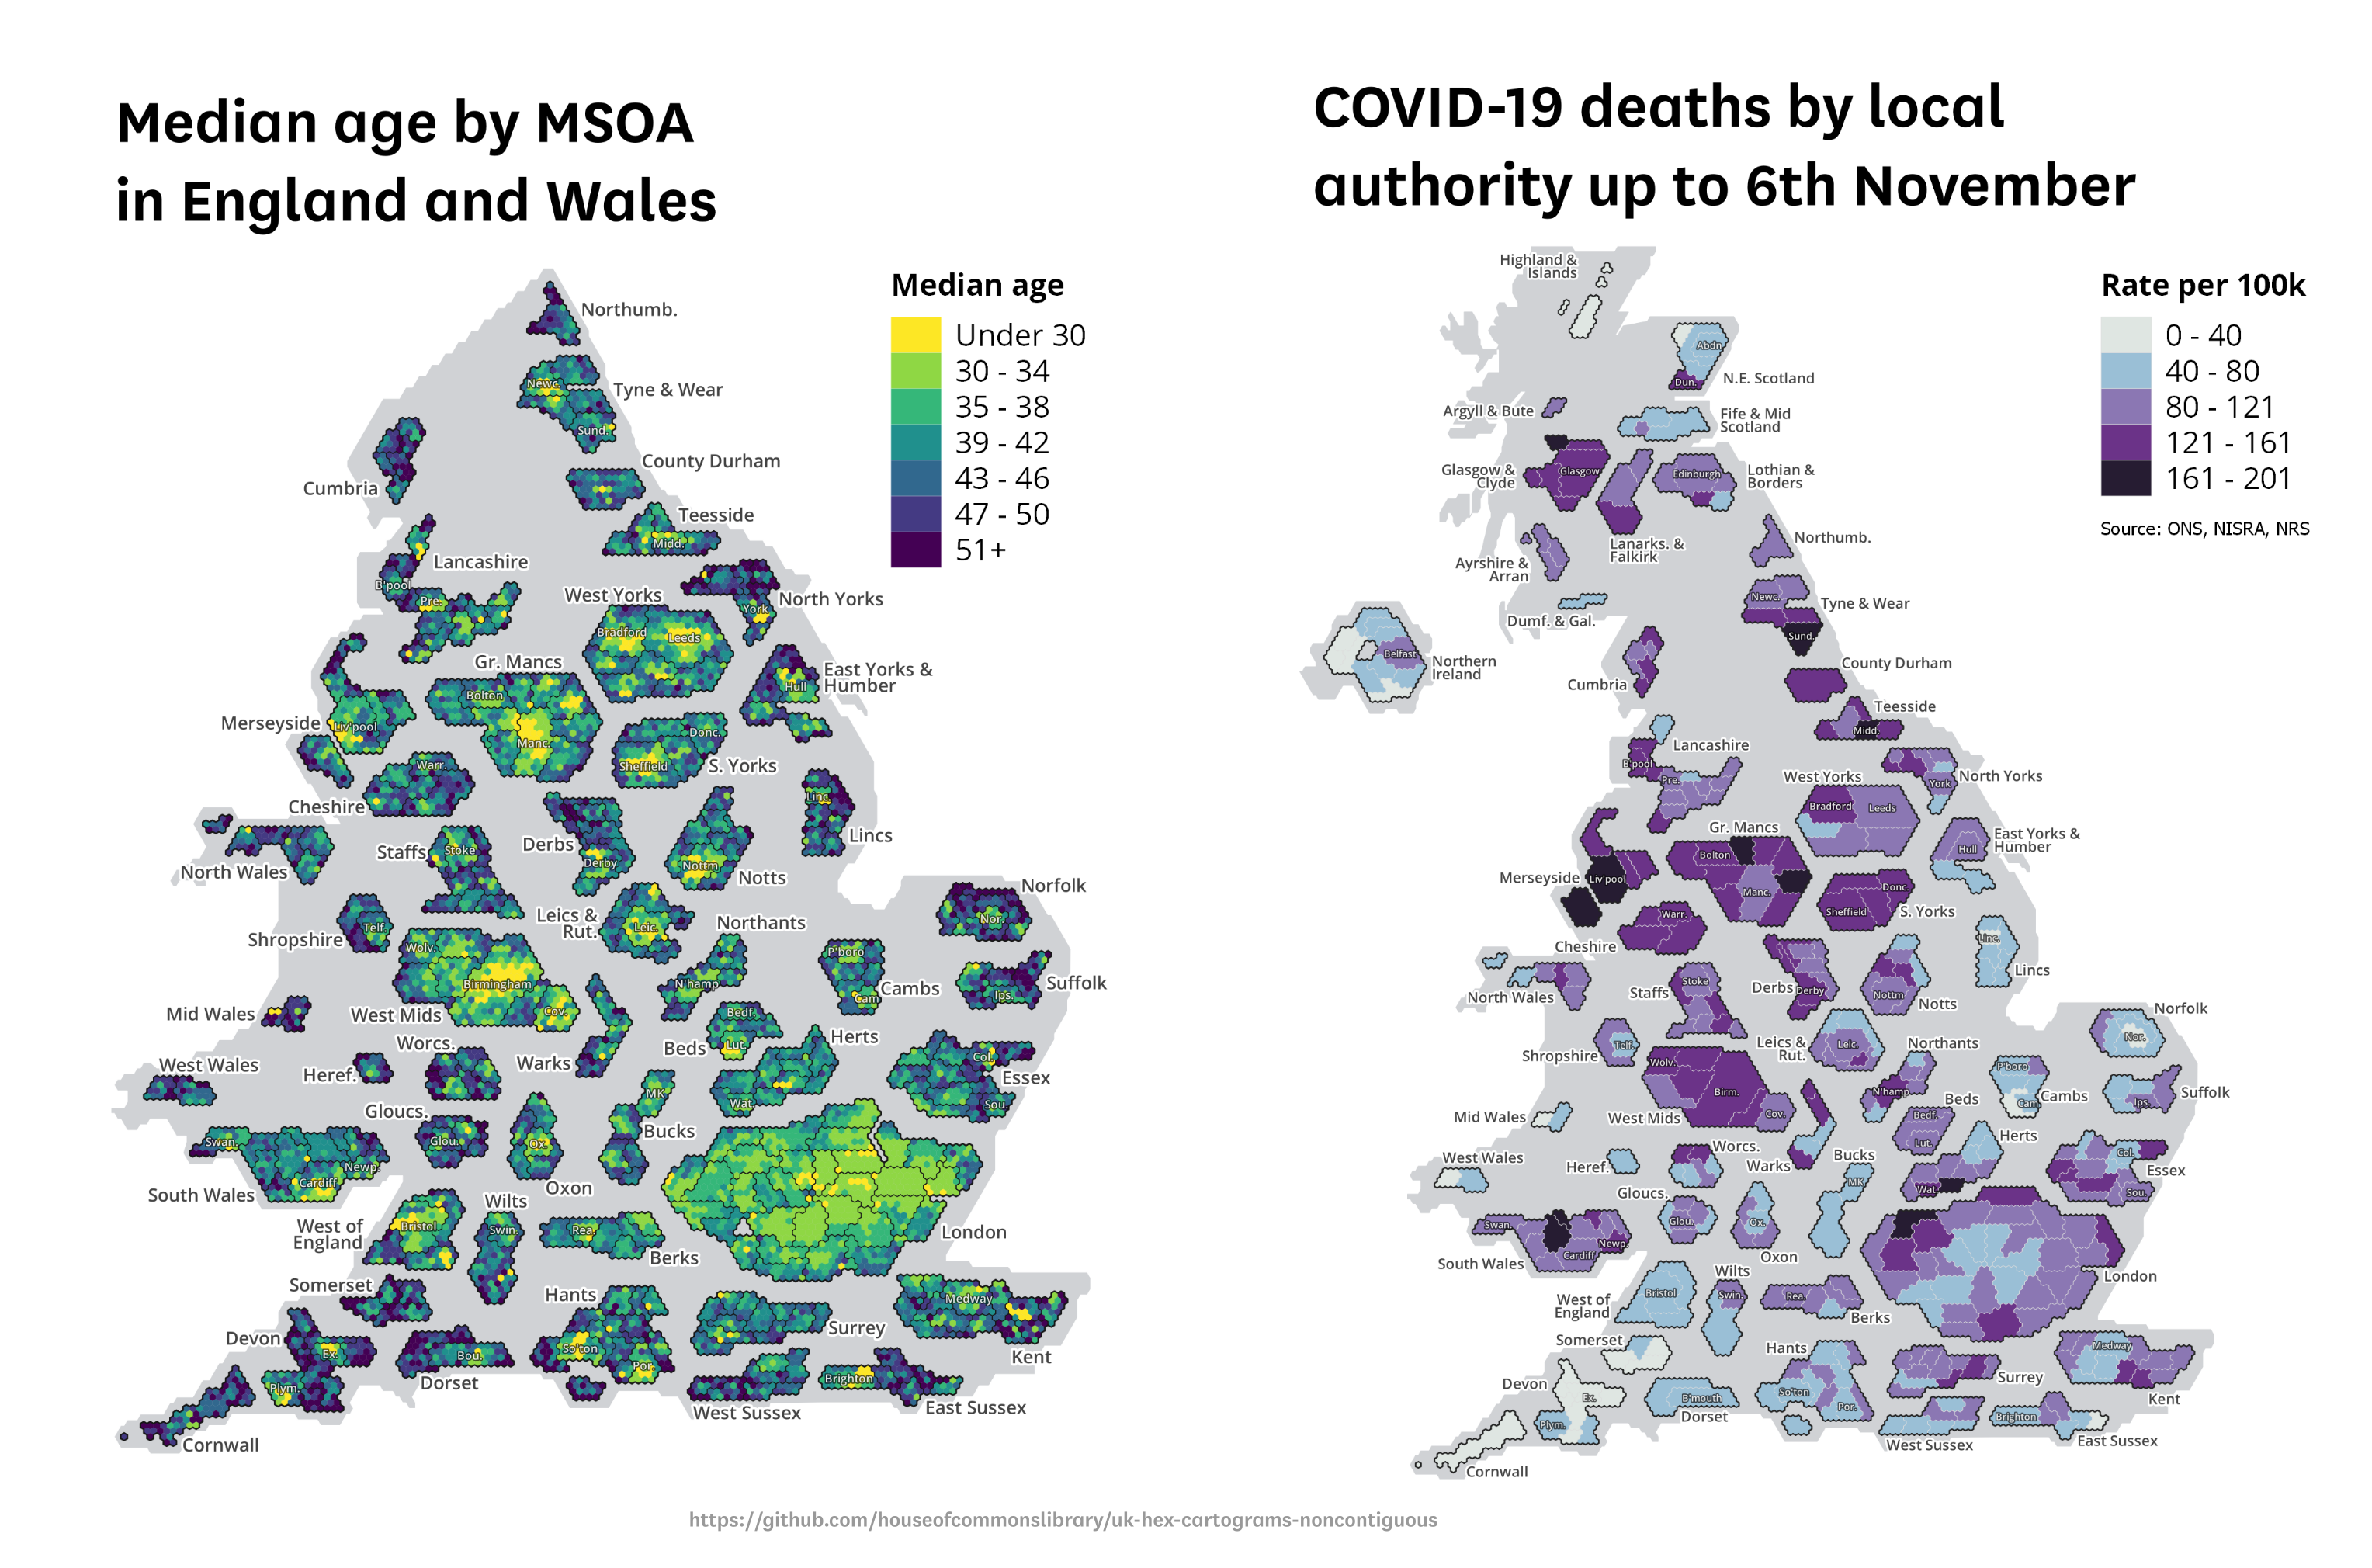 Median age by MSOA
in England and Wales
Median age
Under 30
30 - 34
35 - 38
39 - 42
43 - 46
47 - 50
51+
Northumb.
Newc.
Tyne & Wear
Sund.
County Durham
Cumbria
Teesside
Midd.
Lancashire
B'pool
Pre.
West Yorks
North Yorks
York
Bradford
Leeds
Gr. Mancs
East Yorks &
Humber
Hull
Bolton
Merseyside
Liv'pool
Manc.
Donc.
Sheffield
S. Yorks
Warr.
Cheshire
Linc.
Lincs
North Wales
Staffs
Stoke
Derbs
Derby
Nottm
Notts
Norfolk
Nor.
Shropshire
Telf.
Leics &
Rut.
Leic.
Northants
Wolv.
P'boro
Birmingham
N'hamp
Cambs
Cam
Suffolk
Ips.
Mid Wales
West Mids
Cov.
Bedf.
Worcs.
Warks
Beds
Lut.
Herts
West Wales
Heref.
Col.
Essex
MK
Wat.
Sou.
Gloucs.
Glou.
Ox.
Bucks
Swan.
Newp.
Cardiff
South Wales
Oxon
Wilts
West of
England
Bristol
Swin.
Rea.
Berks
London
Somerset
Hants
Medway
Devon
Ex.
Bou.
So'ton
Surrey
Kent
Por.
Plym.
Dorset
Brighton
West Sussex
East Sussex
Cornwall
COVID-19 deaths by local
authority up to 6th November
Rate per 100k
0 - 40
40 - 80
80 - 121
121 - 161
161 - 201
Source: ONS, NISRA, NRS
Highland &
Islands
Abdn.
Dun.
N.E. Scotland
Argyll & Bute
Fife & Mid
Scotland
Glasgow &
Clyde
Glasgow
Edinburgh
Lothian &
Borders
Lanarks. &
Falkirk
Ayrshire &
Arran
Northumb.
Dumf. & Gal.
Newc.
Tyne & Wear
Sund.
Belfast
Northern
Ireland
County Durham
Cumbria
Teesside
Midd.
Lancashire
B'pool
Pre.
West Yorks
North Yorks
York
Bradford
Leeds
Gr. Mancs
East Yorks &
Humber
Hull
Bolton
Merseyside
Liv'pool
Manc.
Donc.
Sheffield
S. Yorks
Warr.
Cheshire
Linc.
Lincs
North Wales
Staffs
Stoke
Derbs
Derby
Nottm
Notts
Norfolk
Nor.
Shropshire
Telf.
Leics &
Rut.
Leic.
Northants
Wolv.
P'boro
Birm.
N'hamp
Cambs
Cam
Suffolk
Ips.
Mid Wales
West Mids
Cov.
Bedf.
Beds
Lut.
Herts
Worcs.
Warks
Bucks
West Wales
Heref.
Col.
Essex
MK
Wat.
Sou.
Gloucs.
Glou.
Ox.
Swan.
Newp.
Cardiff
South Wales
Oxon
Wilts
West of
England
Bristol
Swin.
Rea.
Berks
London
Somerset
Hants
Medway
Devon
Ex.
B'mouth
So'ton
Surrey
Kent
Por.
Plym.
Dorset
Brighton
West Sussex
East Sussex
Cornwall
https://github.com/houseofcommonslibrary/uk-hex-cartograms-noncontiguous